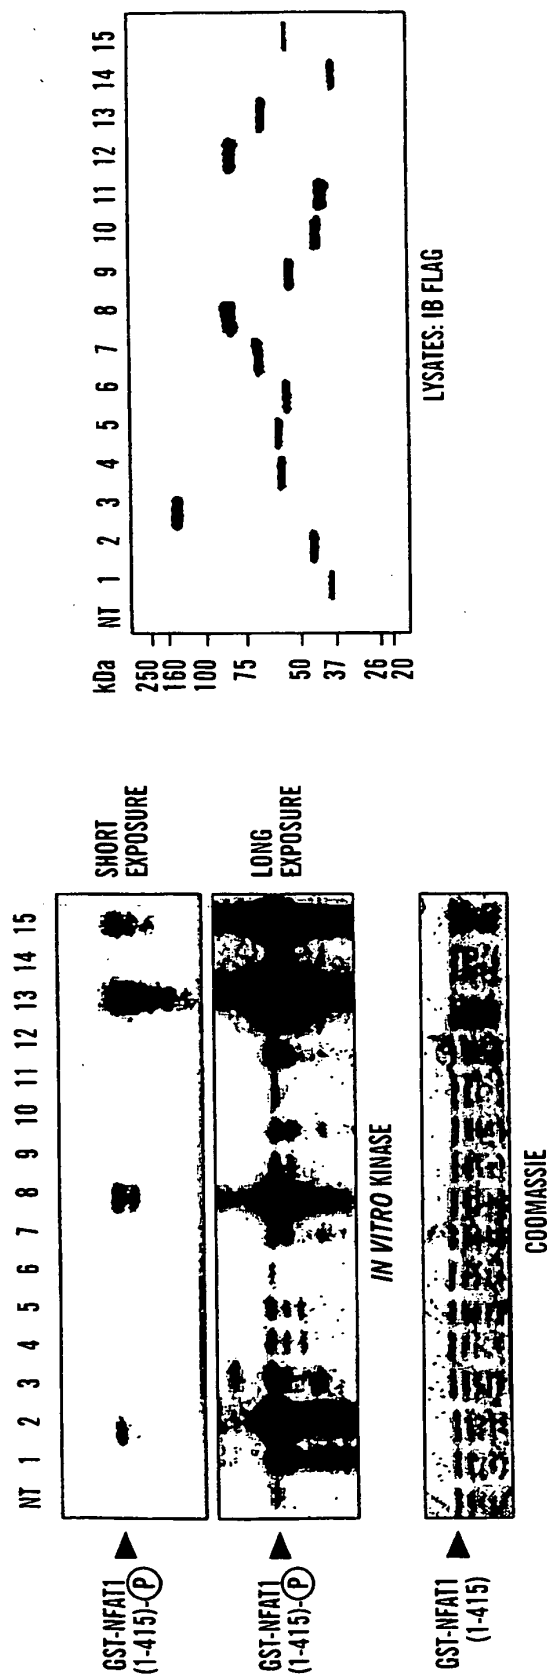 NT 1 2 3 4 5 6 7 8 9 10 11 12 13 14 15
GST-NFAT1
(1-415)-P
SHORT
EXPOSURE
GST-NFAT1
(1-415)-P
LONG
EXPOSURE
IN VITRO KINASE
GST-NFAT1
(1-415)
COOMASSIE
kDa NT 1 2 3 4 5 6 7 8 9 10 11 12 13 14 15
250
160
100
75
50
37
26
20
LYSATES: IB FLAG